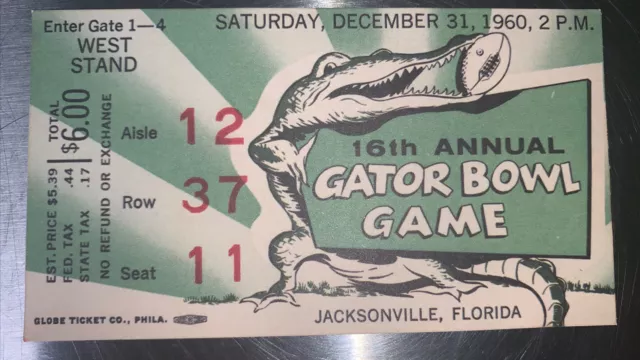 Enter Gate 1—4
WEST
STAND
SATURDAY, DECEMBER 31, 1960, 2 P.M.
EST. PRICE $5.39
FED. TAX .44
STATE TAX .17
NO REFUND OR EXCHANGE
TOTAL
$6.00
Aisle 12
Row 37
Seat 11
16th ANNUAL
GATOR BOWL
GAME
GLOBE TICKET CO., PHILA.
JACKSONVILLE, FLORIDA